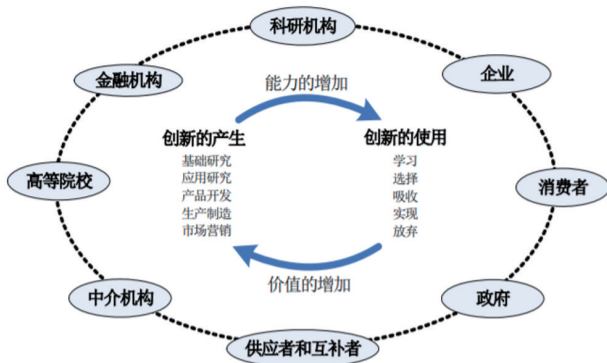 科研机构
金融机构
企业
能力的增加
创新的产生
创新的使用
基础研究
应用研究
产品开发
生产制造
市场营销
学习
选择
吸收
实现
放弃
高等院校
消费者
价值的增加
中介机构
政府
供应者和互补者